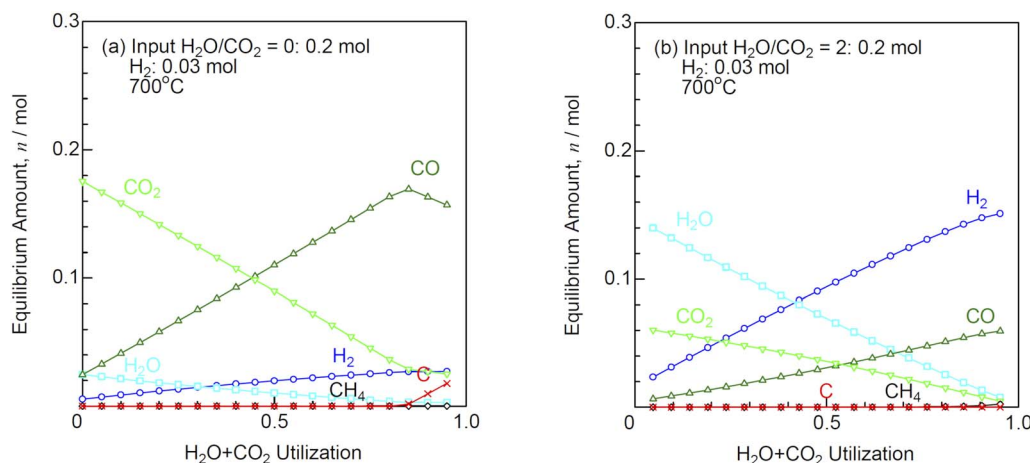 (a) Input H₂O/CO₂ = 0: 0.2 mol
H₂: 0.03 mol
700°C
0.3
0.2
0.1
0
0.5
1.0
Equilibrium Amount, n / mol
H₂O+CO₂ Utilization
CO₂
CO
H₂O
H₂
C
CH₄
(b) Input H₂O/CO₂ = 2: 0.2 mol
H₂: 0.03 mol
700°C
0.3
0.2
0.1
0
0.5
1.0
Equilibrium Amount, n / mol
H₂O+CO₂ Utilization
H₂O
H₂
CO₂
CO
C
CH₄